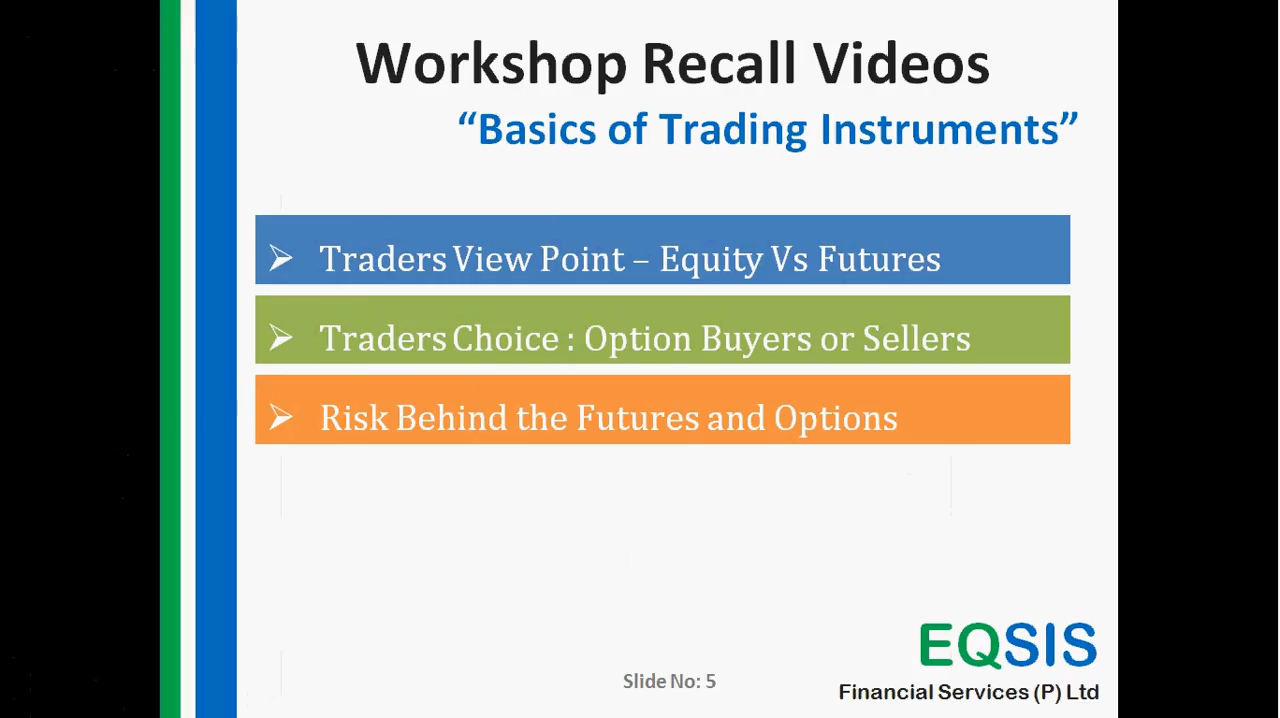 Workshop Recall Videos
“Basics of Trading Instruments”
➢ Traders View Point – Equity Vs Futures
➢ Traders Choice : Option Buyers or Sellers
➢ Risk Behind the Futures and Options
EQSIS
Slide No: 5
Financial Services (P) Ltd